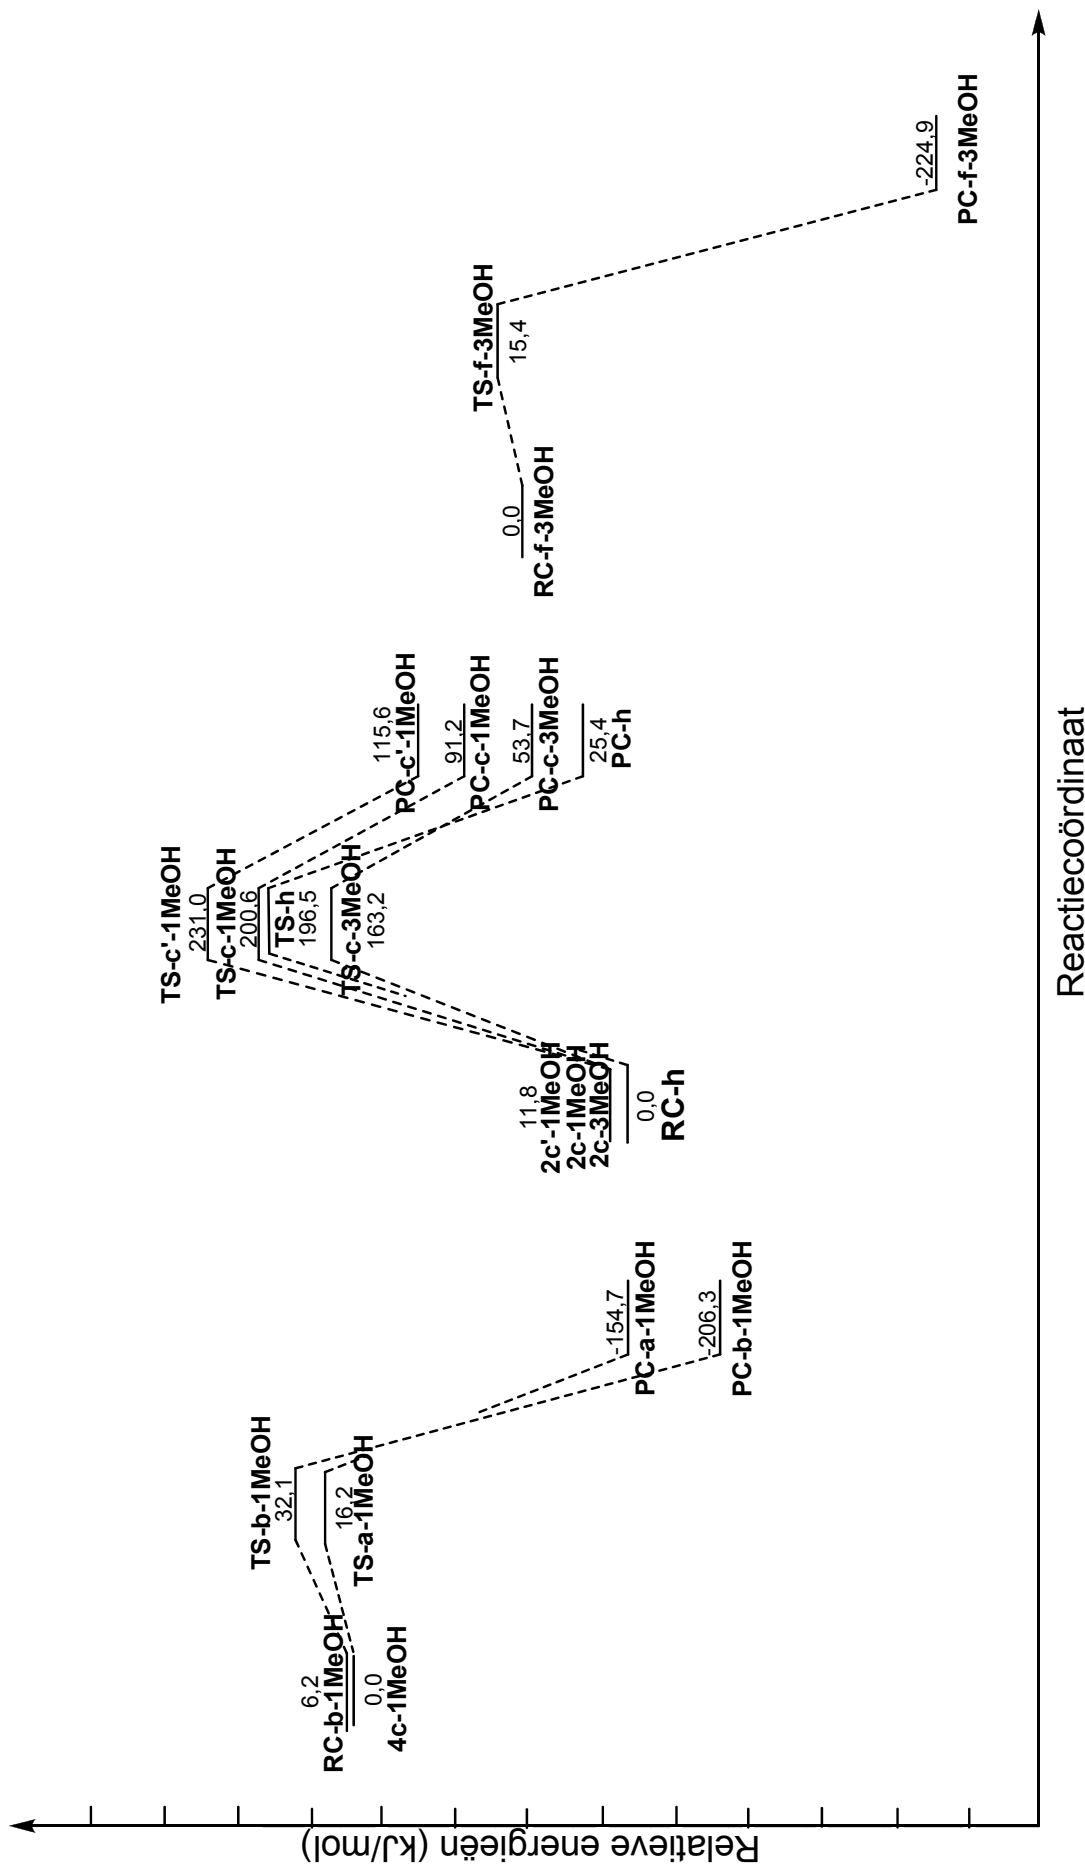 Relatieve energieën (kJ/mol)
6,2
RC-b-1MeOH
0,0
4c-1MeOH
TS-b-1MeOH
32,1
16,2
TS-a-1MeOH
-154,7
PC-a-1MeOH
-206,3
PC-b-1MeOH
11,8
2c'-1MeOH
2c-1MeOH
2c-3MeOH
0,0
RC-h
TS-c'-1MeOH
231,0
TS-c-1MeOH
200,6
TS-h
196,5
TS-c-3MeOH
163,2
115,6
PC-c'-1MeOH
91,2
PC-c-1MeOH
53,7
PC-c-3MeOH
25,4
PC-h
0,0
RC-f-3MeOH
TS-f-3MeOH
15,4
-224,9
PC-f-3MeOH
Reactiecoördinaat